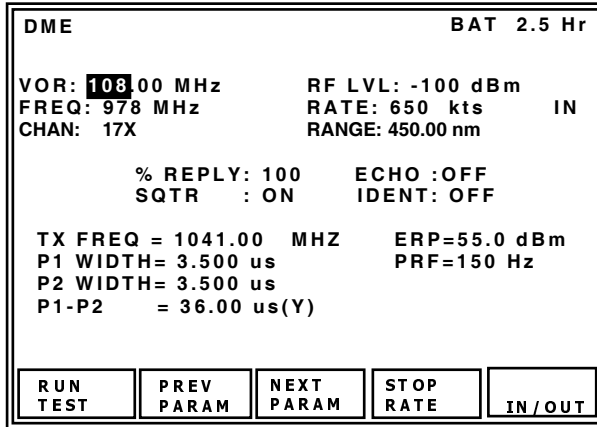 DME BAT 2.5 Hr
VOR: 108.00 MHz RF LVL: -100 dBm
FREQ: 978 MHz RATE: 650 kts IN
CHAN: 17X RANGE: 450.00 nm
% REPLY: 100 ECHO :OFF
SQTR : ON IDENT: OFF
TX FREQ = 1041.00 MHZ ERP=55.0 dBm
P1 WIDTH= 3.500 us PRF=150 Hz
P2 WIDTH= 3.500 us
P1-P2 = 36.00 us(Y)
RUN TEST
PREV PARAM
NEXT PARAM
STOP RATE
IN/OUT